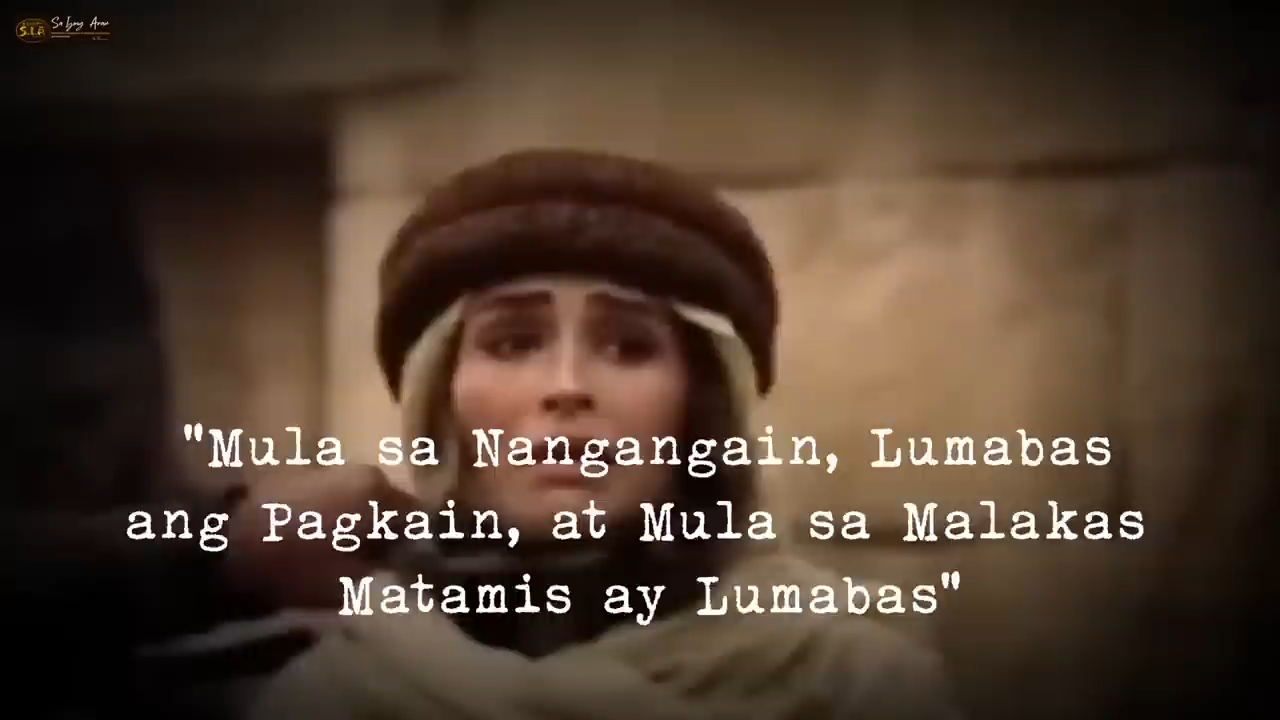 S.I.A
"Mula sa Nangangain, Lumabas
ang Pagkain, at Mula sa Malakas
Matamis ay Lumabas"